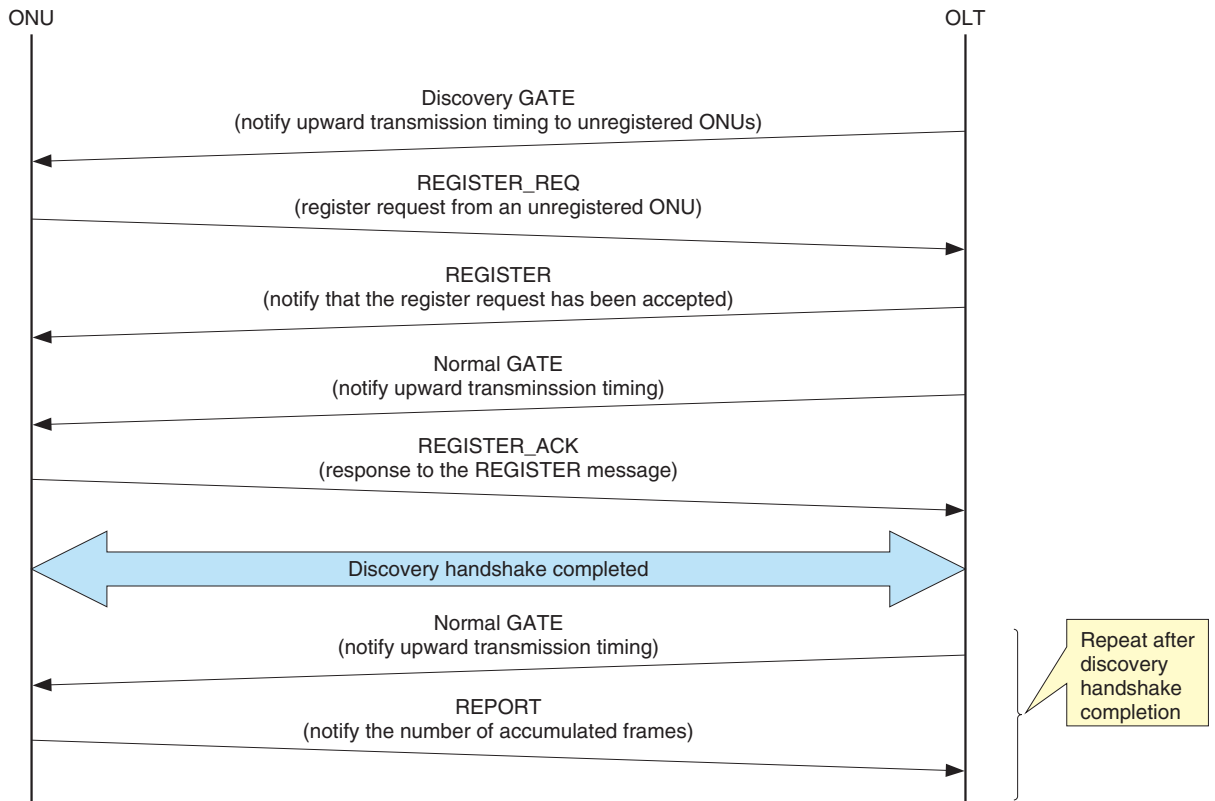 ONU
OLT
Discovery GATE
(notify upward transmission timing to unregistered ONUs)
REGISTER_REQ
(register request from an unregistered ONU)
REGISTER
(notify that the register request has been accepted)
Normal GATE
(notify upward transminssion timing)
REGISTER_ACK
(response to the REGISTER message)
Discovery handshake completed
Normal GATE
(notify upward transmission timing)
Repeat after
discovery
handshake
completion
REPORT
(notify the number of accumulated frames)